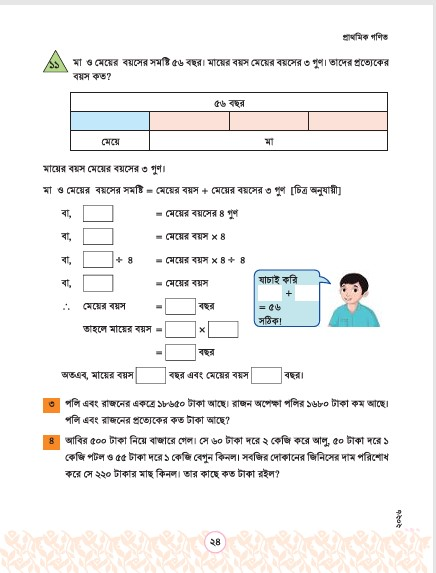 প্রাথমিক গণিত
১১ মা ও মেয়ের বয়সের সমষ্টি ৫৬ বছর। মায়ের বয়স মেয়ের বয়সের ৩ গুণ। তাদের প্রত্যেকের
বয়স কত?
৫৬ বছর
মেয়ে মা
মায়ের বয়স মেয়ের বয়সের ৩ গুণ।
মা ও মেয়ের বয়সের সমষ্টি = মেয়ের বয়স + মেয়ের বয়সের ৩ গুণ [চিত্র অনুযায়ী]
বা, = মেয়ের বয়সের ৪ গুণ
বা, = মেয়ের বয়স × ৪
বা, ÷ ৪ = মেয়ের বয়স × ৪ ÷ ৪
বা, = মেয়ের বয়স
∴ মেয়ের বয়স = বছর
তাহলে মায়ের বয়স = ×
= বছর
যাচাই করি
+
= ৫৬
সঠিক!
অতএব, মায়ের বয়স বছর এবং মেয়ের বয়স বছর।
৩ পলি এবং রাজনের একত্রে ১৮৬৫০ টাকা আছে। রাজন অপেক্ষা পলির ১৬৮০ টাকা কম আছে।
পলি এবং রাজনের প্রত্যেকের কত টাকা আছে?
৪ আবির ৫০০ টাকা নিয়ে বাজারে গেল। সে ৬০ টাকা দরে ২ কেজি করে আলু, ৫০ টাকা দরে ১
কেজি পটল ও ৫৫ টাকা দরে ১ কেজি বেগুন কিনল। সবজির দোকানের জিনিসের দাম পরিশোধ
করে সে ২২০ টাকার মাছ কিনল। তার কাছে কত টাকা রইল?
২৪
২০২৬